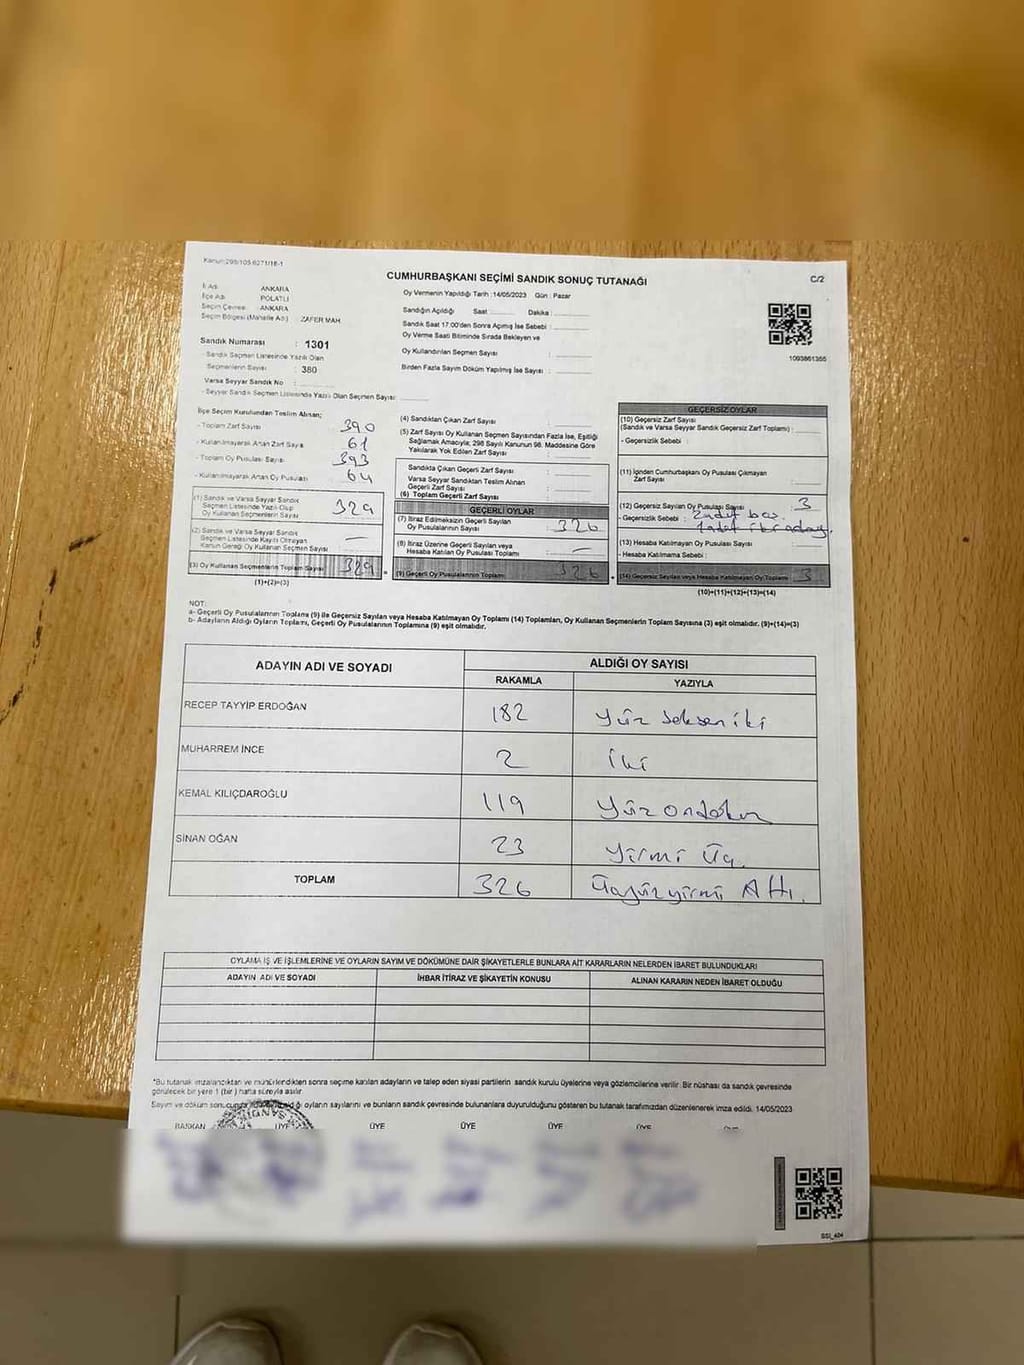 Kanun:298/105.6271/16-1
CUMHURBAŞKANI SEÇİMİ SANDIK SONUÇ TUTANAĞI
C/2
İl Adı ANKARA
İlçe Adı POLATLI
Seçim Çevresi ANKARA
Seçim Bölgesi (Mahalle Adı) ZAFER MAH.
Sandık Numarası : 1301
- Sandık Seçmen Listesinde Yazılı Olan
Seçmenlerin Sayısı : 380
Varsa Seyyar Sandık No :
- Seyyar Sandık Seçmen Listesinde Yazılı Olan Seçmen Sayısı:
Oy Vermenin Yapıldığı Tarih :14/05/2023 Gün : Pazar
Sandığın Açıldığı Saat Dakika :
Sandık Saat 17:00'den Sonra Açımış İse Sebebi :
Oy Verme Saati Bitiminde Sırada Bekleyen ve
Oy Kullandırılan Seçmen Sayısı :
Birden Fazla Sayım Döküm Yapılmış İse Sayısı :
1093861355
İlçe Seçim Kurulundan Teslim Alınan;
- Toplam Zarf Sayısı : 390
- Kullanılmayarak Artan Zarf Sayısı 61
- Toplam Oy Pusulası Sayısı 393
- Kullanılmayarak Artan Oy Pusulası 64
(1) Sandık ve Varsa Seyyar Sandık
Seçmen Listesinde Yazılı Olup
Oy Kullanan Seçmenlerin Sayısı 329
(2) Sandık ve Varsa Seyyar Sandık
Seçmen Listesinde Kayıtlı Olmayan
Kanun Gereği Oy Kullanan Seçmen Sayısı : —
(3) Oy Kullanan Seçmenlerin Toplam Sayısı 329
(1)+(2)=(3)
(4) Sandıktan Çıkan Zarf Sayısı :
(5) Zarf Sayısı Oy Kullanan Seçmen Sayısından Fazla İse, Eşitliği
Sağlamak Amacıyla; 298 Sayılı Kanunun 98. Maddesine Göre
Yakılarak Yok Edilen Zarf Sayısı :
Sandıkta Çıkan Geçerli Zarf Sayısı :
Varsa Seyyar Sandıktan Teslim Alınan
Geçerli Zarf Sayısı :
(6) Toplam Geçerli Zarf Sayısı
GEÇERLİ OYLAR
(7) İtiraz Edilmeksizin Geçerli Sayılan
Oy Pusulalarının Sayısı : 326
(8) İtiraz Üzerine Geçerli Sayılan veya
Hesaba Katılan Oy Pusulası Toplamı : —
(9) Geçerli Oy Pusulalarının Toplamı : 326
GEÇERSİZ OYLAR
(10) Geçersiz Zarf Sayısı
(Sandık ve Varsa Seyyar Sandık Geçersiz Zarf Toplamı) :
- Geçersizlik Sebebi :
(11) İçinden Cumhurbaşkanı Oy Pusulası Çıkmayan
Zarf Sayısı :
(12) Geçersiz Sayılan Oy Pusulası Sayısı : 3
- Geçersizlik Sebebi :
(13) Hesaba Katılmayan Oy Pusulası Sayısı :
- Hesaba Katılmama Sebebi :
(14) Geçersiz Sayılan veya Hesaba Katılmayan Oy Toplamı : 3
(10)+(11)+(12)+(13)=(14)
NOT:
a- Geçerli Oy Pusulalarının Toplamı (9) ile Geçersiz Sayılan veya Hesaba Katılmayan Oy Toplamı (14) Toplamları, Oy Kullanan Seçmenlerin Toplam Sayısına (3) eşit olmalıdır. (9)+(14)=(3)
b- Adayların Aldığı Oyların Toplamı, Geçerli Oy Pusulalarının Toplamına (9) eşit olmalıdır.
ADAYIN ADI VE SOYADI ALDIĞI OY SAYISI
RAKAMLA YAZIYLA
RECEP TAYYİP ERDOĞAN 182 Yüz seksen iki
MUHARREM İNCE 2 iki
KEMAL KILIÇDAROĞLU 119 Yüz ondokuz
SİNAN OĞAN 23 Yirmi Üç.
TOPLAM 326 Üçyüzyirmi Altı.
OYLAMA İŞ VE İŞLEMLERİNE VE OYLARIN SAYIM VE DÖKÜMÜNE DAİR ŞİKAYETLERLE BUNLARA AİT KARARLARIN NELERDEN İBARET BULUNDUKLARI
ADAYIN ADI VE SOYADI İHBAR İTİRAZ VE ŞİKAYETİN KONUSU ALINAN KARARIN NEDEN İBARET OLDUĞU
*Bu tutanak imzalandıktan ve mühürlendikten sonra seçime katılan adayların ve talep eden siyasi partilerin sandık kurulu üyelerine veya gözlemcilerine verilir. Bir nüshası da sandık çevresinde
görülecek bir yere 1 (bir) hafta süreyle asılır.
Sayım ve döküm sonucunda oyların sayılarını ve bunların sandık çevresinde bulunanlara duyurulduğunu gösteren bu tutanak tarafımızdan düzenlenerek imza edildi. 14/05/2023
BAŞKAN ÜYE ÜYE ÜYE ÜYE ÜYE ÜYE